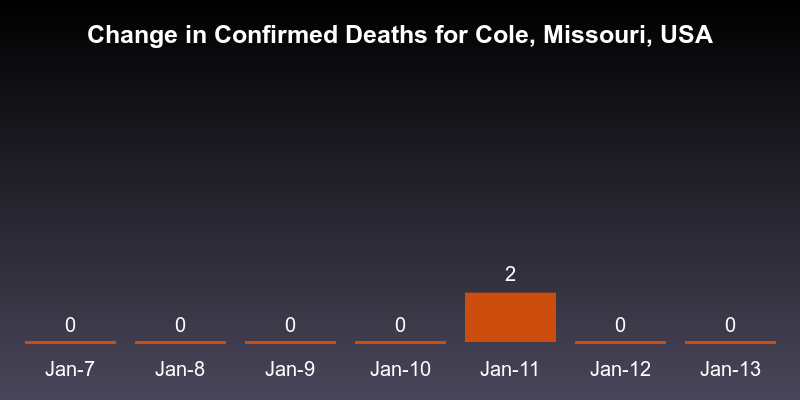 Change in Confirmed Deaths for Cole, Missouri, USA
2
0 0 0 0 0 0
Jan-7 Jan-8 Jan-9 Jan-10 Jan-11 Jan-12 Jan-13